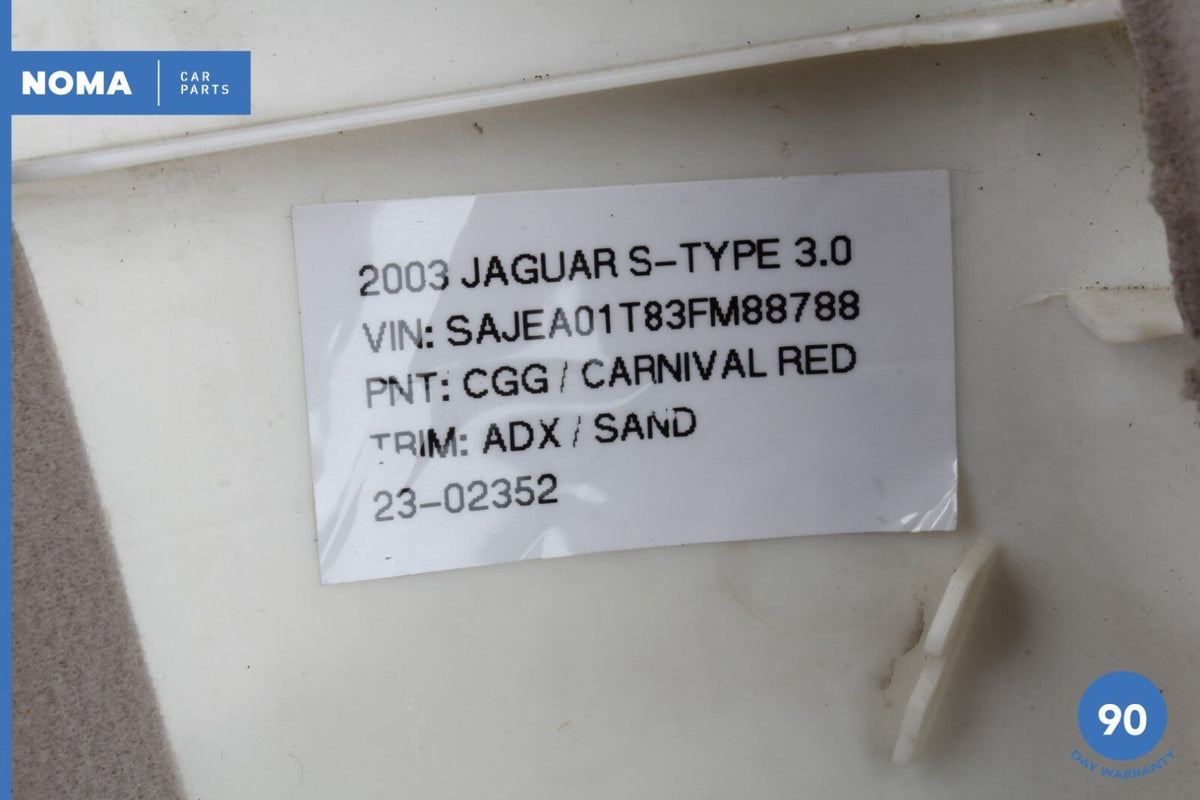 NOMA
CAR
PARTS
2003 JAGUAR S-TYPE 3.0
VIN: SAJEA01T83FM88788
PNT: CGG / CARNIVAL RED
TRIM: ADX / SAND
23-02352
90
DAY WARRANTY